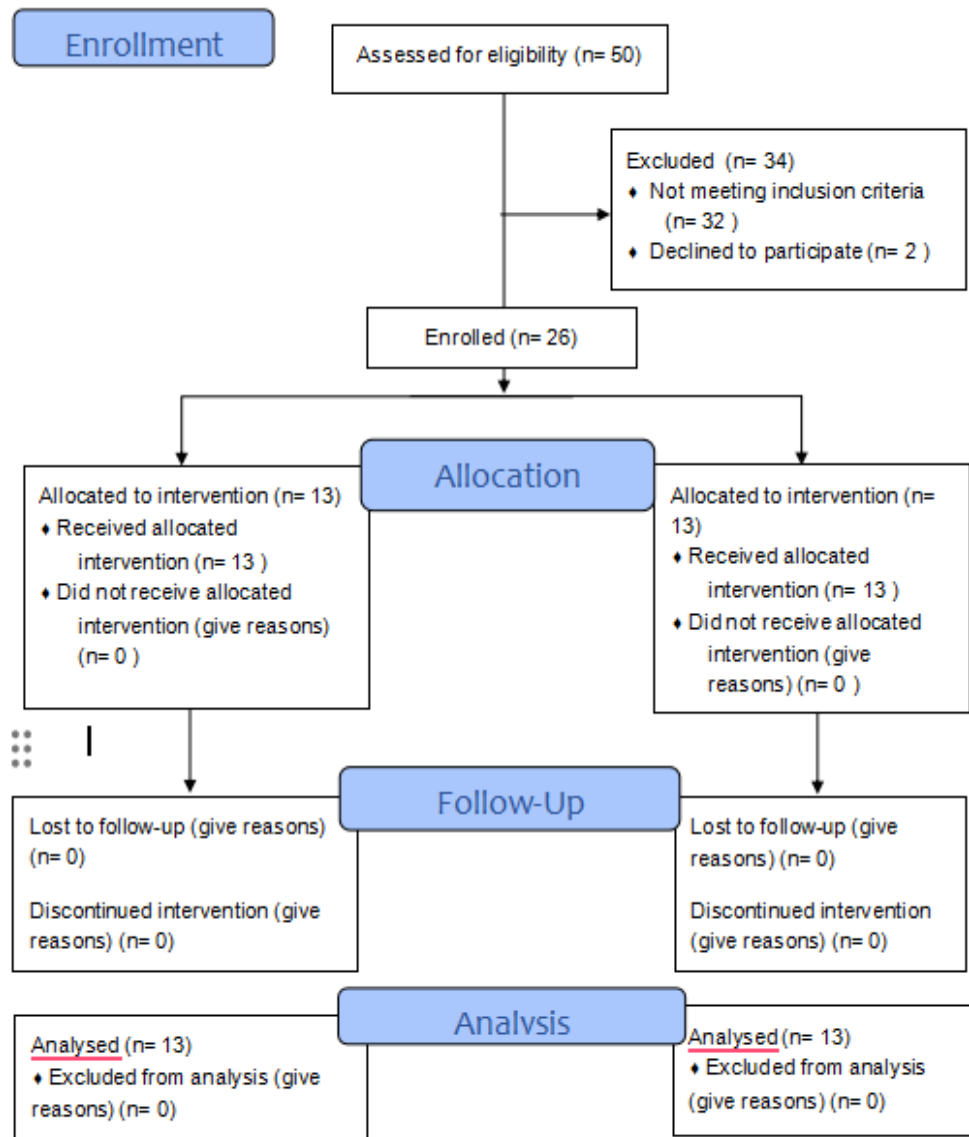 Enrollment
Assessed for eligibility (n= 50)
Excluded (n= 34)
♦ Not meeting inclusion criteria
(n= 32 )
♦ Declined to participate (n= 2 )
Enrolled (n= 26)
Allocation
Allocated to intervention (n= 13)
♦ Received allocated
intervention (n= 13 )
♦ Did not receive allocated
intervention (give reasons)
(n= 0 )
Allocated to intervention (n=
13)
♦ Received allocated
intervention (n= 13 )
♦ Did not receive allocated
intervention (give
reasons) (n= 0 )
Follow-Up
Lost to follow-up (give reasons)
(n= 0)
Discontinued intervention (give
reasons) (n= 0)
Lost to follow-up (give
reasons) (n= 0)
Discontinued intervention
(give reasons) (n= 0)
Analysis
Analysed (n= 13)
♦ Excluded from analysis (give
reasons) (n= 0)
Analysed (n= 13)
♦ Excluded from analysis
(give reasons) (n= 0)